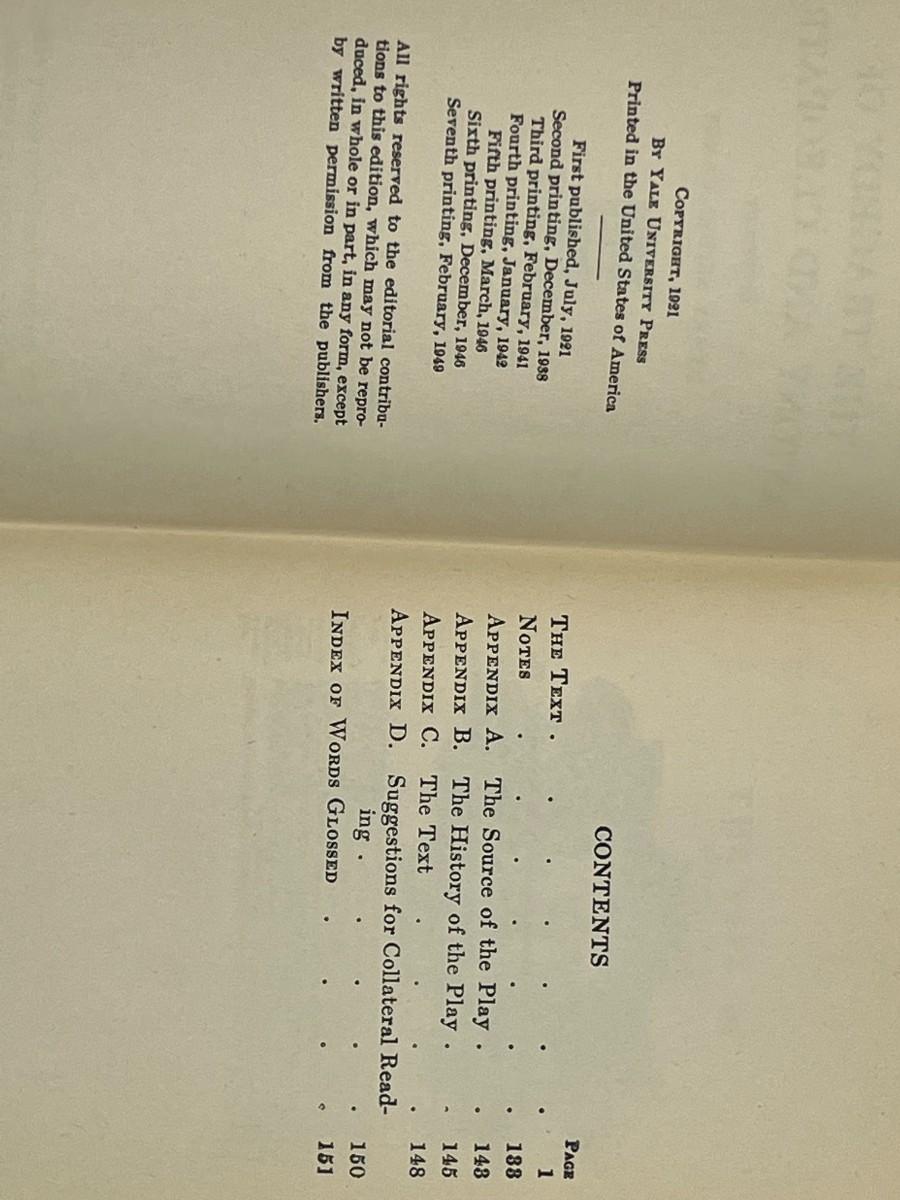 COPYRIGHT, 1921
BY YALE UNIVERSITY PRESS
Printed in the United States of America
First published, July, 1921
Second printing, December, 1938
Third printing, February, 1941
Fourth printing, January, 1942
Fifth printing, March, 1946
Sixth printing, December, 1946
Seventh printing, February, 1949
All rights reserved to the editorial contribu-
tions to this edition, which may not be repro-
duced, in whole or in part, in any form, except
by written permission from the publishers.
CONTENTS
PAGE
THE TEXT . . . . . . . 1
NOTES . . . . . . . 133
APPENDIX A. The Source of the Play . . 143
APPENDIX B. The History of the Play . . 145
APPENDIX C. The Text . . . . 148
APPENDIX D. Suggestions for Collateral Read-
ing . . . . . 150
INDEX OF WORDS GLOSSED . . . . 151